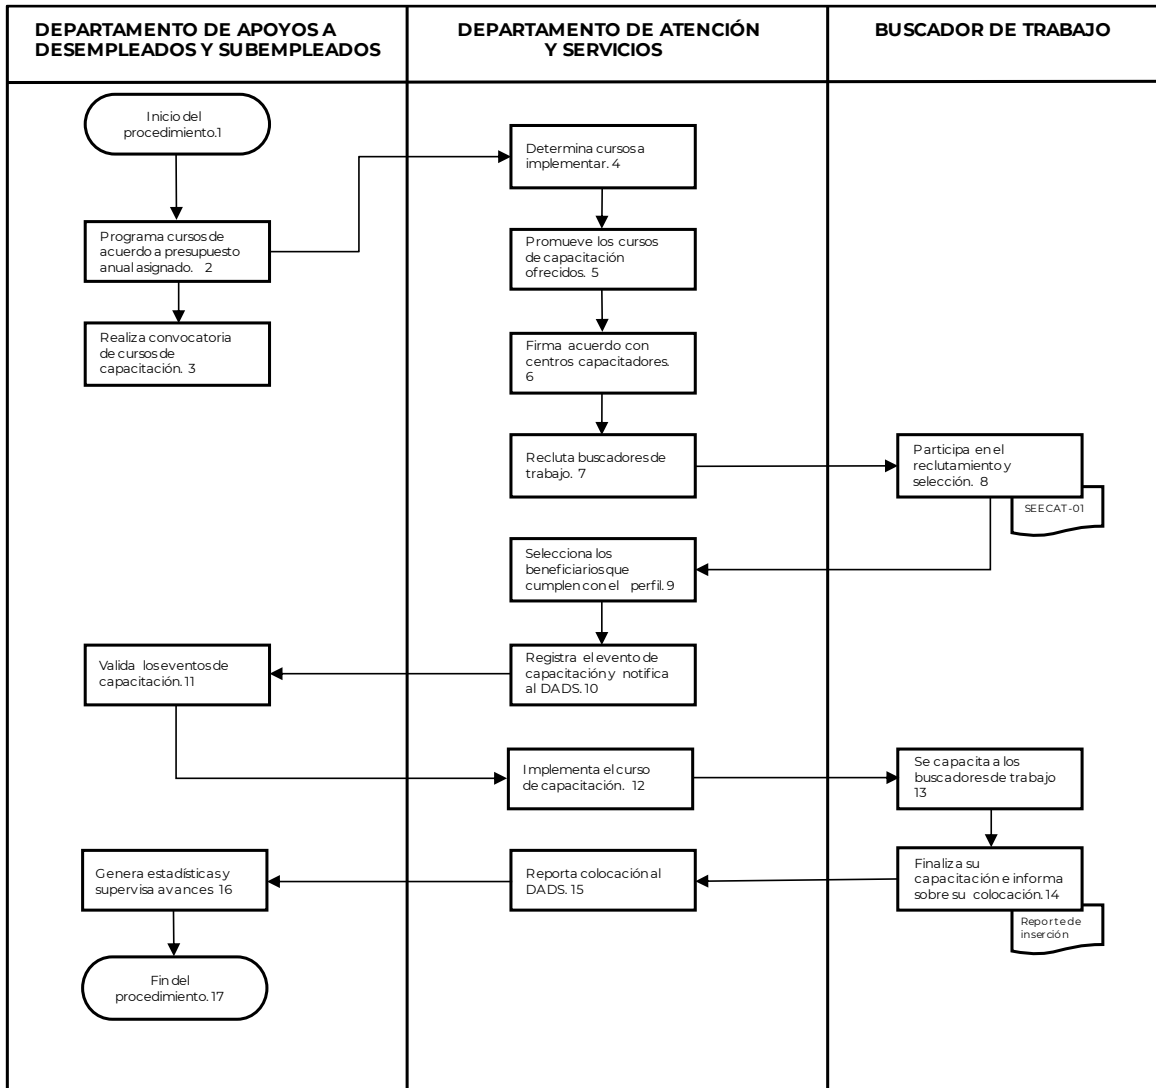 DEPARTAMENTO DE APOYOS A
DESEMPLEADOS Y SUBEMPLEADOS
DEPARTAMENTO DE ATENCIÓN
Y SERVICIOS
BUSCADOR DE TRABAJO
Inicio del
procedimiento.1
Programa cursos de
acuerdo a presupuesto
anual asignado. 2
Realiza convocatoria
de cursos de
capacitación. 3
Determina cursos a
implementar. 4
Promueve los cursos
de capacitación
ofrecidos. 5
Firma acuerdo con
centros capacitadores.
6
Recluta buscadores de
trabajo. 7
Participa en el
reclutamiento y
selección. 8
SEECAT-01
Selecciona los
beneficiarios que
cumplen con el perfil. 9
Registra el evento de
capacitación y notifica
al DADS. 10
Valida los eventos de
capacitación. 11
Implementa el curso
de capacitación. 12
Se capacita a los
buscadores de trabajo
13
Finaliza su
capacitación e informa
sobre su colocación. 14
Reporte de
inserción
Reporta colocación al
DADS. 15
Genera estadísticas y
supervisa avances 16
Fin del
procedimiento. 17